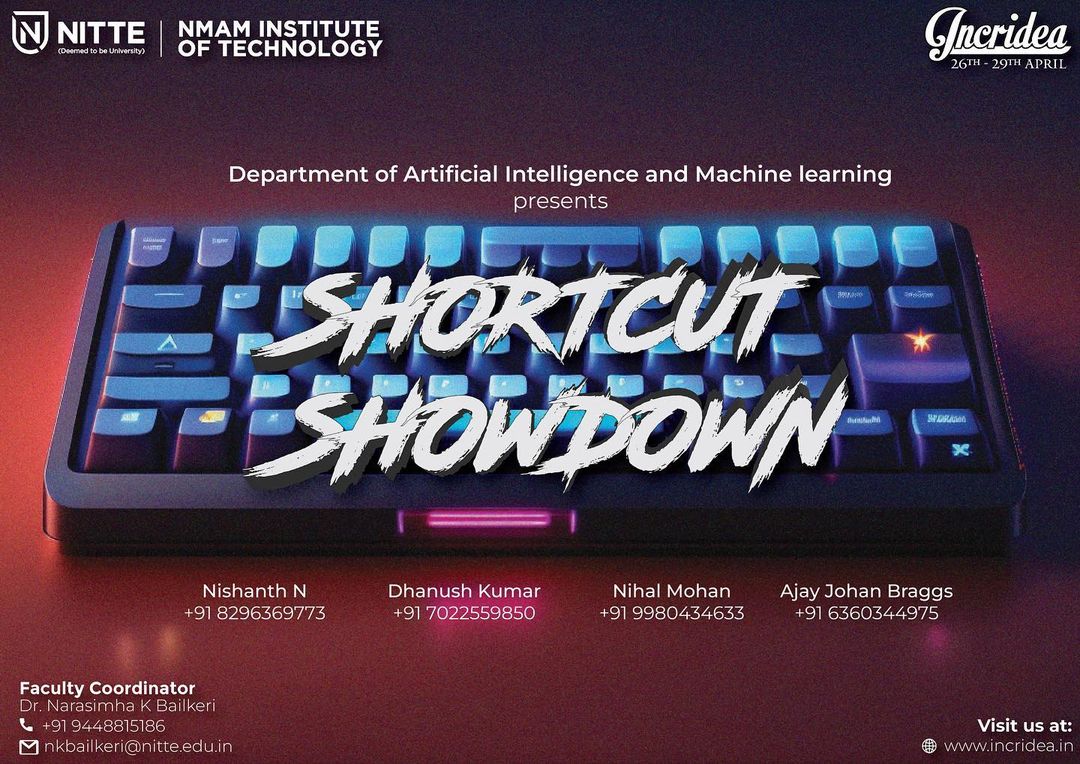 NITTE
(Deemed to be University)
NMAM INSTITUTE
OF TECHNOLOGY
Incridea
26TH - 29TH APRIL
Department of Artificial Intelligence and Machine learning
presents
SHORTCUT
SHOWDOWN
Nishanth N
+91 8296369773
Dhanush Kumar
+91 7022559850
Nihal Mohan
+91 9980434633
Ajay Johan Braggs
+91 6360344975
Faculty Coordinator
Dr. Narasimha K Bailkeri
+91 9448815186
nkbailkeri@nitte.edu.in
Visit us at:
www.incridea.in